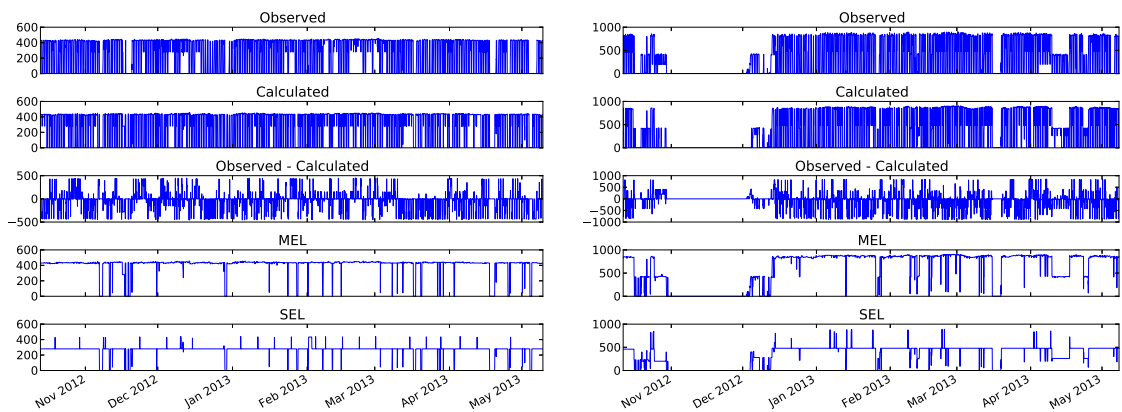 Observed
600
400
200
0
Calculated
600
400
200
0
Observed - Calculated
500
0
−500
MEL
600
400
200
0
SEL
600
400
200
0
Nov 2012
Dec 2012
Jan 2013
Feb 2013
Mar 2013
Apr 2013
May 2013
Observed
1000
500
0
Calculated
1000
500
0
Observed - Calculated
1000
500
0
−500
−1000
MEL
1000
500
0
SEL
1000
500
0
Nov 2012
Dec 2012
Jan 2013
Feb 2013
Mar 2013
Apr 2013
May 2013